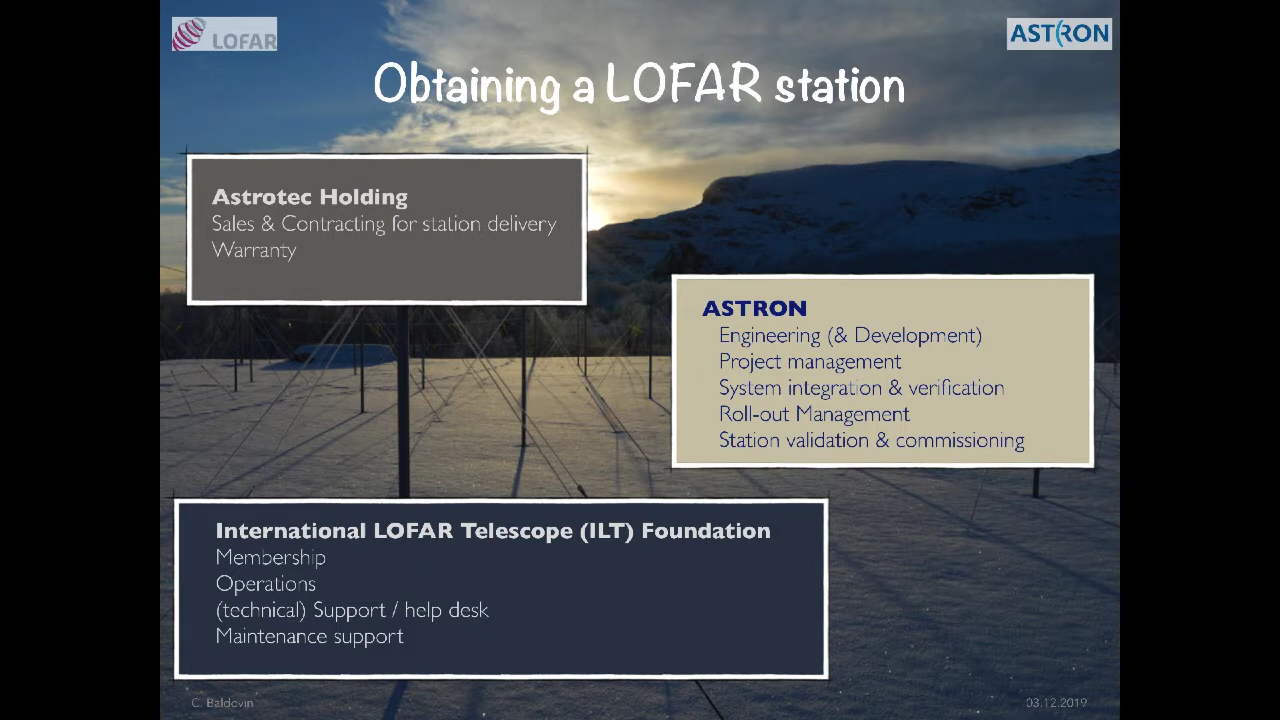 LOFAR
ASTRON
Obtaining a LOFAR station
Astrotec Holding
Sales & Contracting for station delivery
Warranty
ASTRON
Engineering (& Development)
Project management
System integration & verification
Roll-out Management
Station validation & commissioning
International LOFAR Telescope (ILT) Foundation
Membership
Operations
(technical) Support / help desk
Maintenance support
C. Baldovin
03.12.2019